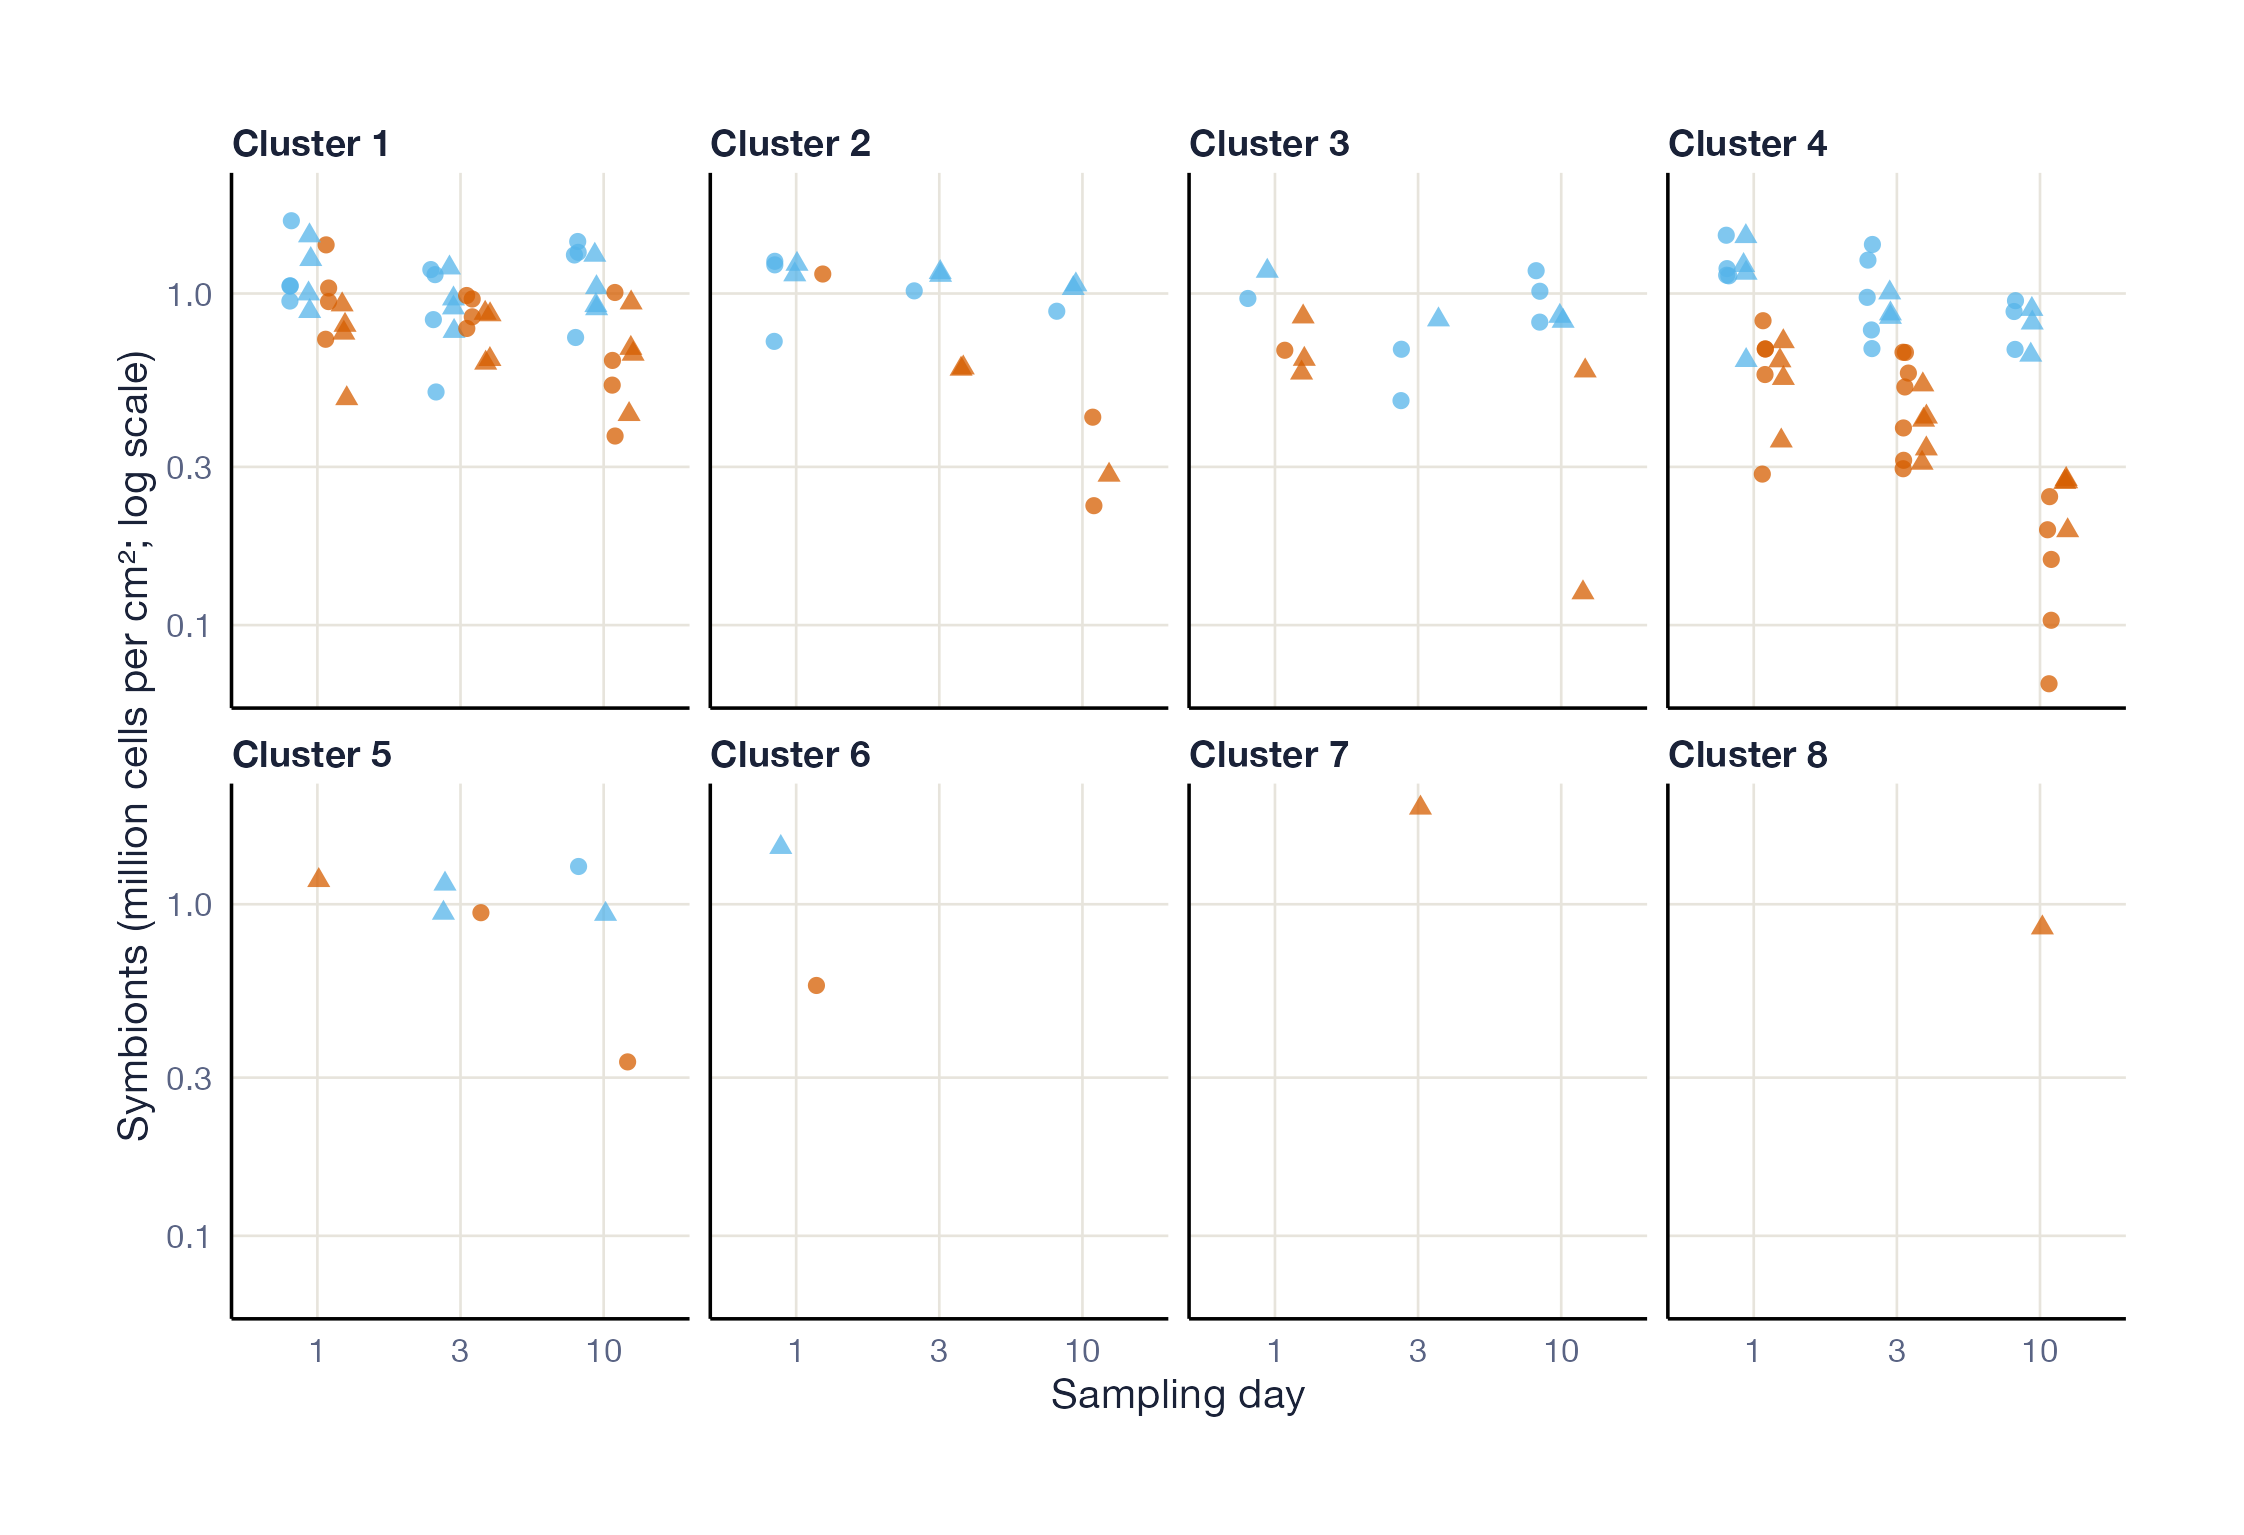 Cluster 1
Cluster 2
Cluster 3
Cluster 4
1.0
0.3
0.1
Symbionts (million cells per cm²; log scale)
Cluster 5
Cluster 6
Cluster 7
Cluster 8
1.0
0.3
0.1
1 3 10 1 3 10 1 3 10 1 3 10
Sampling day